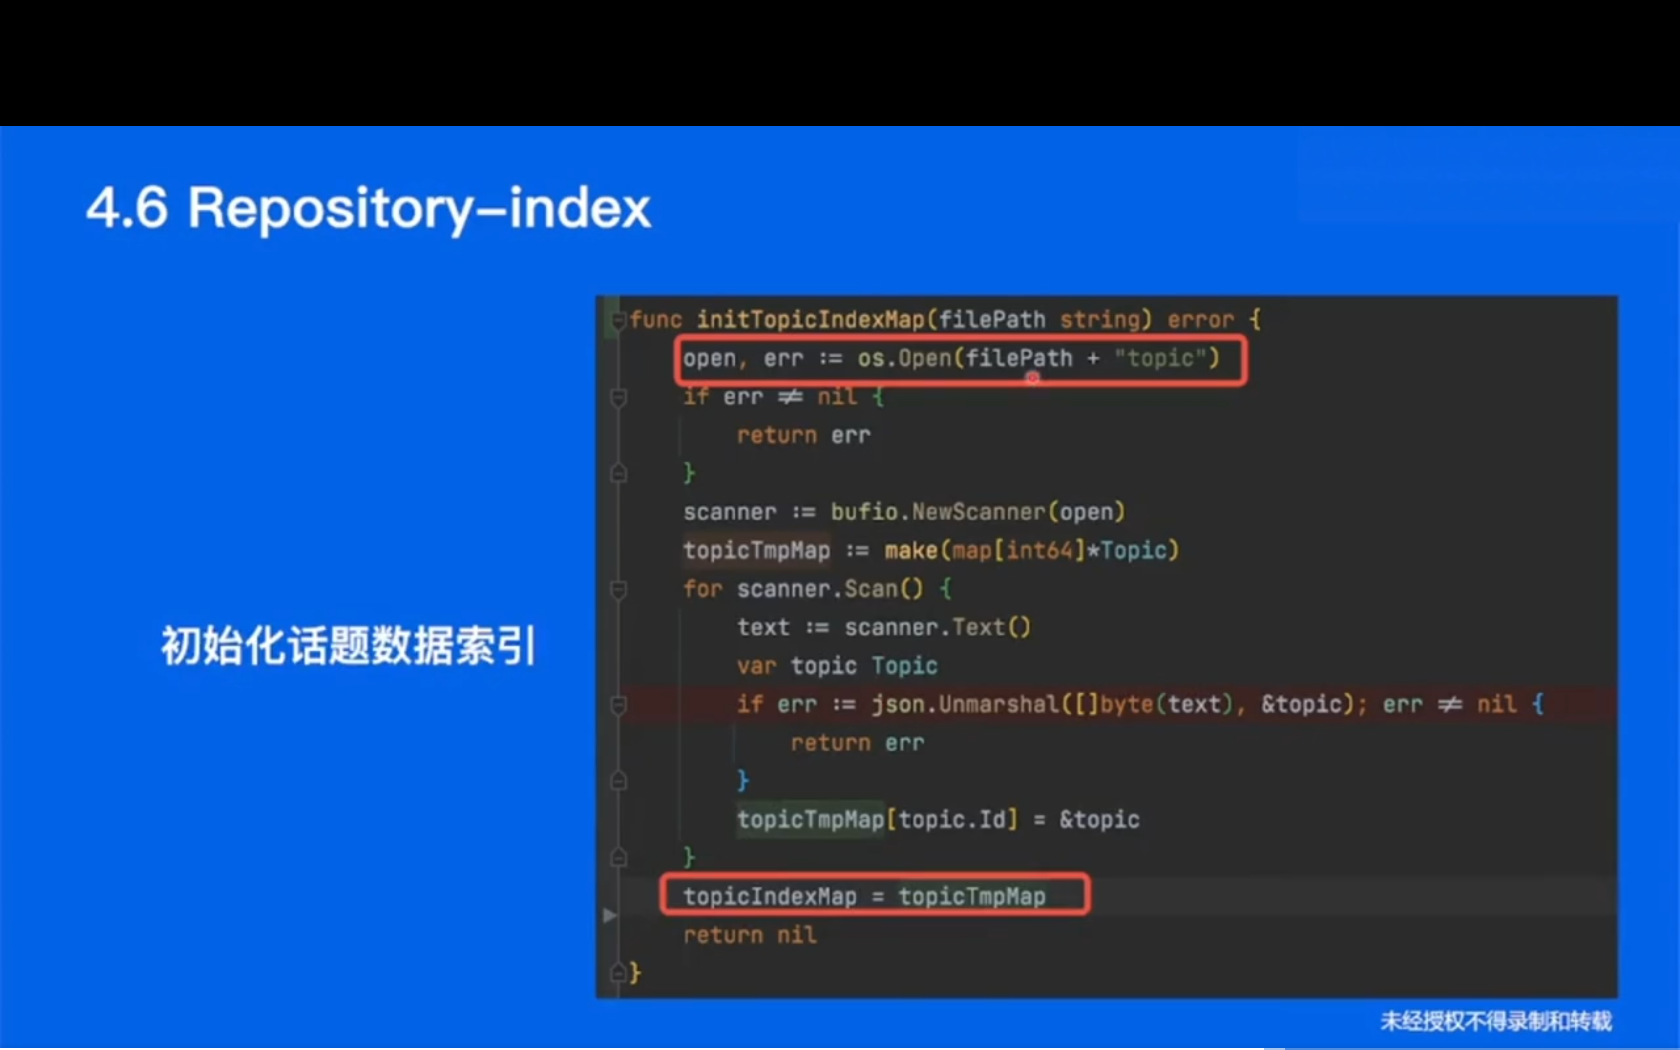 4.6 Repository-index
初始化话题数据索引
func initTopicIndexMap(filePath string) error {
open, err := os.Open(filePath + "topic")
if err ≠ nil {
return err
}
scanner := bufio.NewScanner(open)
topicTmpMap := make(map[int64]*Topic)
for scanner.Scan() {
text := scanner.Text()
var topic Topic
if err := json.Unmarshal([]byte(text), &topic); err ≠ nil {
return err
}
topicTmpMap[topic.Id] = &topic
}
topicIndexMap = topicTmpMap
return nil
}
未经授权不得录制和转载